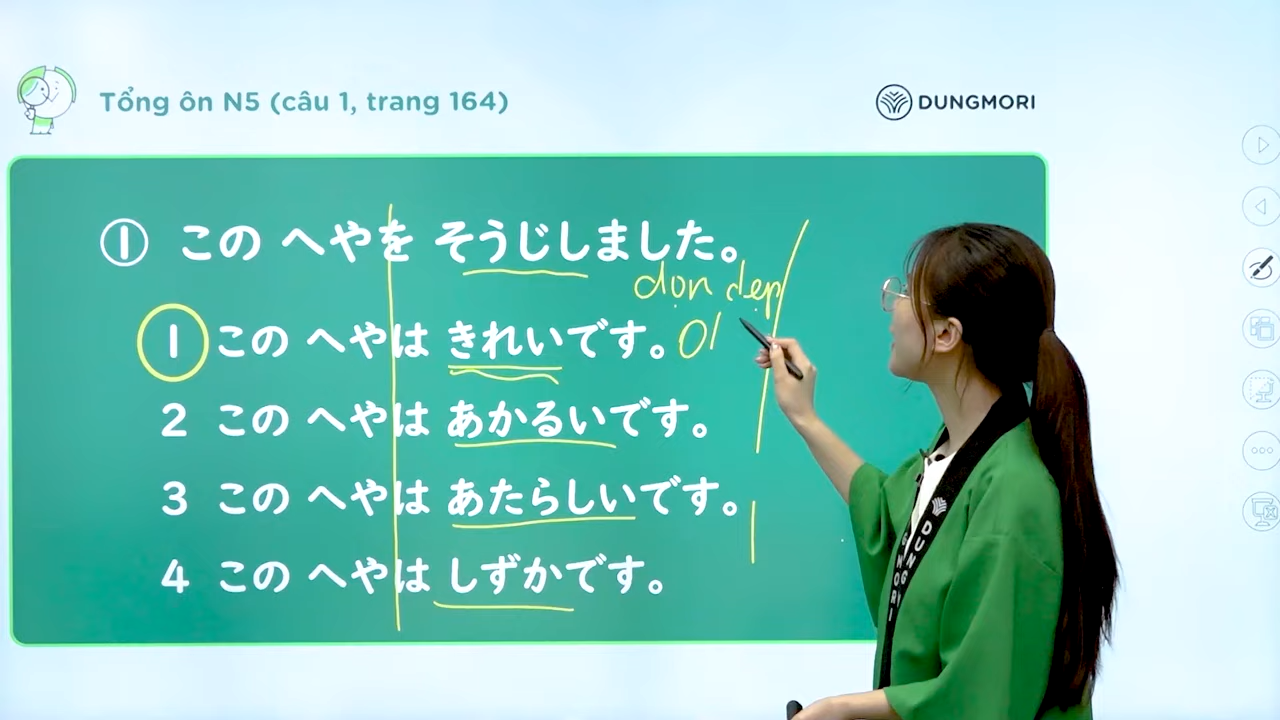 Tổng ôn N5 (câu 1, trang 164)
DUNGMORI
① この へやを そうじしました。
dọn dẹp
1 この へやは きれいです。
2 この へやは あかるいです。
3 この へやは あたらしいです。
4 この へやは しずかです。
DUNGMORI